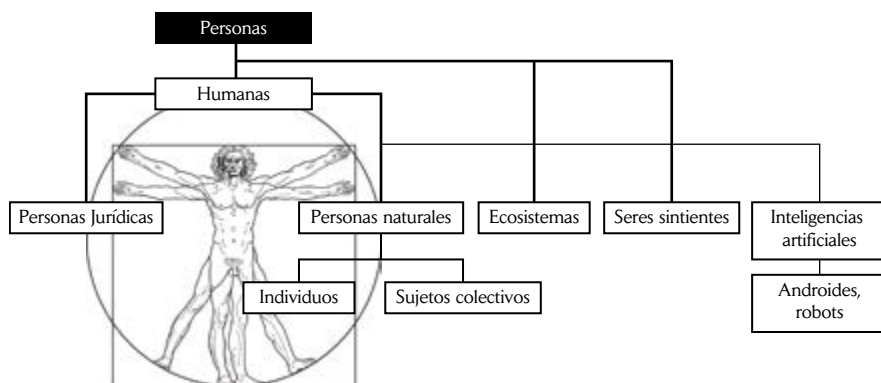 Personas
Humanas
Personas Jurídicas
Personas naturales
Ecosistemas
Seres sintientes
Inteligencias
artificiales
Individuos
Sujetos colectivos
Androides,
robots